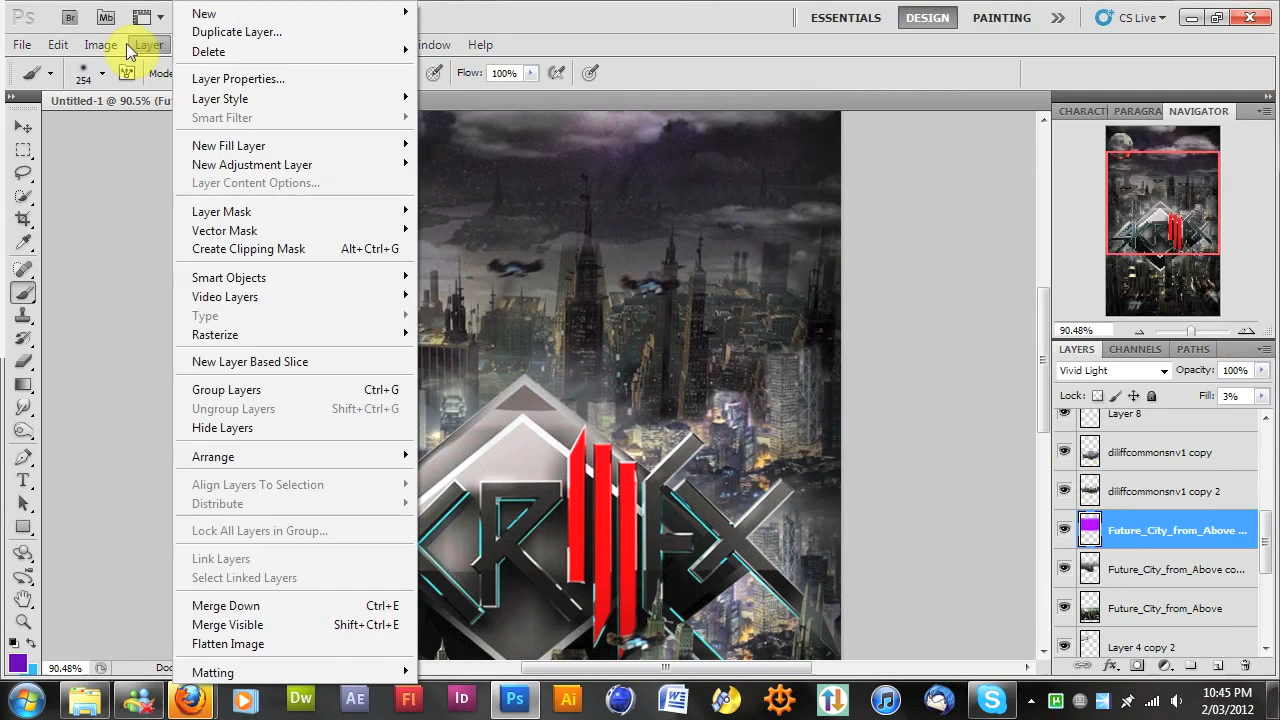 Ps Br Mb ESSENTIALS DESIGN PAINTING CS Live
File Edit Image Layer indow Help
254 Mode Flow: 100%
Untitled-1 @ 90.5% (Fu
New
Duplicate Layer...
Delete
Layer Properties...
Layer Style
Smart Filter
New Fill Layer
New Adjustment Layer
Layer Content Options...
Layer Mask
Vector Mask
Create Clipping Mask Alt+Ctrl+G
Smart Objects
Video Layers
Type
Rasterize
New Layer Based Slice
Group Layers Ctrl+G
Ungroup Layers Shift+Ctrl+G
Hide Layers
Arrange
Align Layers To Selection
Distribute
Lock All Layers in Group...
Link Layers
Select Linked Layers
Merge Down Ctrl+E
Merge Visible Shift+Ctrl+E
Flatten Image
Matting
CHARACT PARAGRA NAVIGATOR
90.48%
LAYERS CHANNELS PATHS
Vivid Light Opacity: 100%
Lock: Fill: 3%
Layer 8
diliffcommonsnv1 copy
diliffcommonsnv1 copy 2
Future_City_from_Above ...
Future_City_from_Above co...
Future_City_from_Above
Layer 4 copy 2
fx.
90.48% Doc
Dw AE Fl ID Ps Ai W S
10:45 PM
2/03/2012